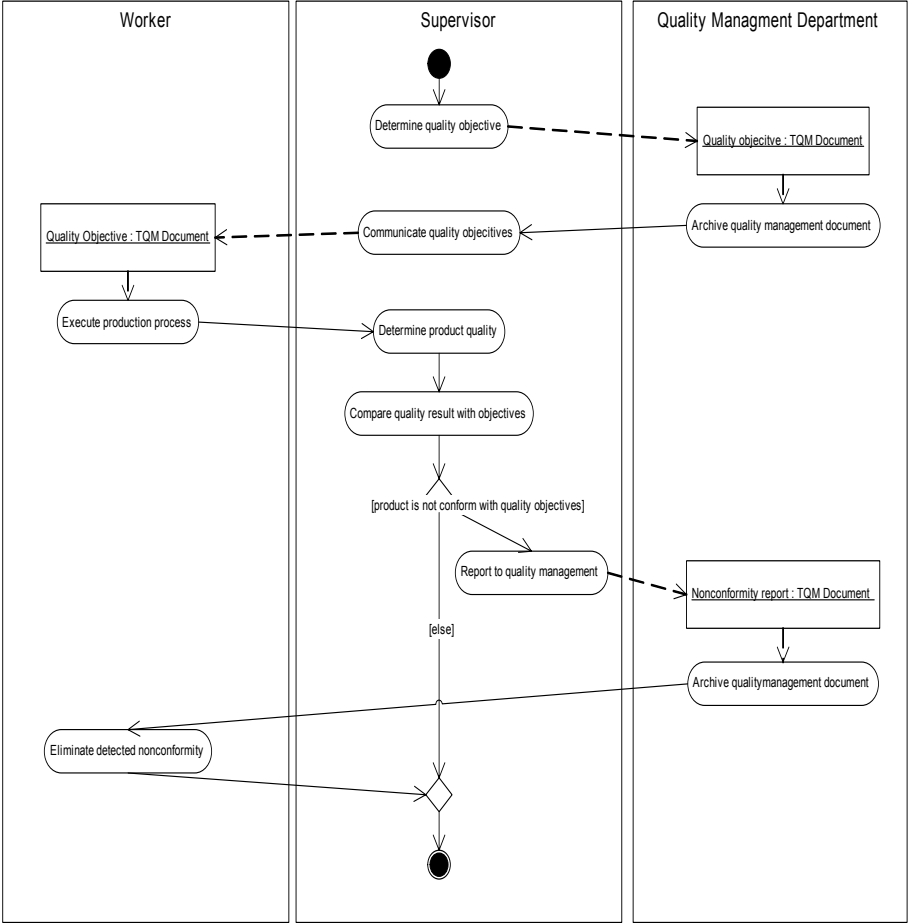 Worker
Supervisor
Quality Managment Department
Determine quality objective
Quality objecitve : TQM Document
Archive quality management document
Communicate quality objecitives
Quality Objective : TQM Document
Execute production process
Determine product quality
Compare quality result with objectives
[product is not conform with quality objectives]
Report to quality management
Nonconformity report : TQM Document
[else]
Archive qualitymanagement document
Eliminate detected nonconformity